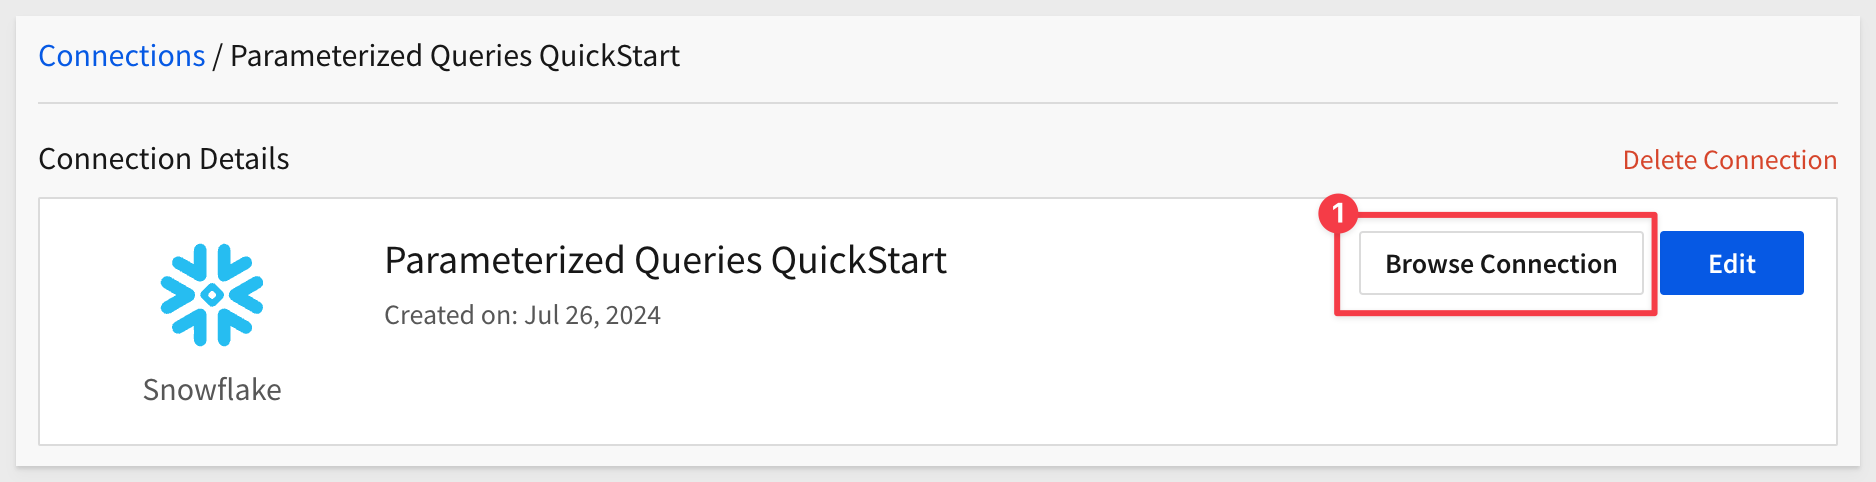 Connections / Parameterized Queries QuickStart
Connection Details
Delete Connection
1
Parameterized Queries QuickStart
Browse Connection
Edit
Created on: Jul 26, 2024
Snowflake